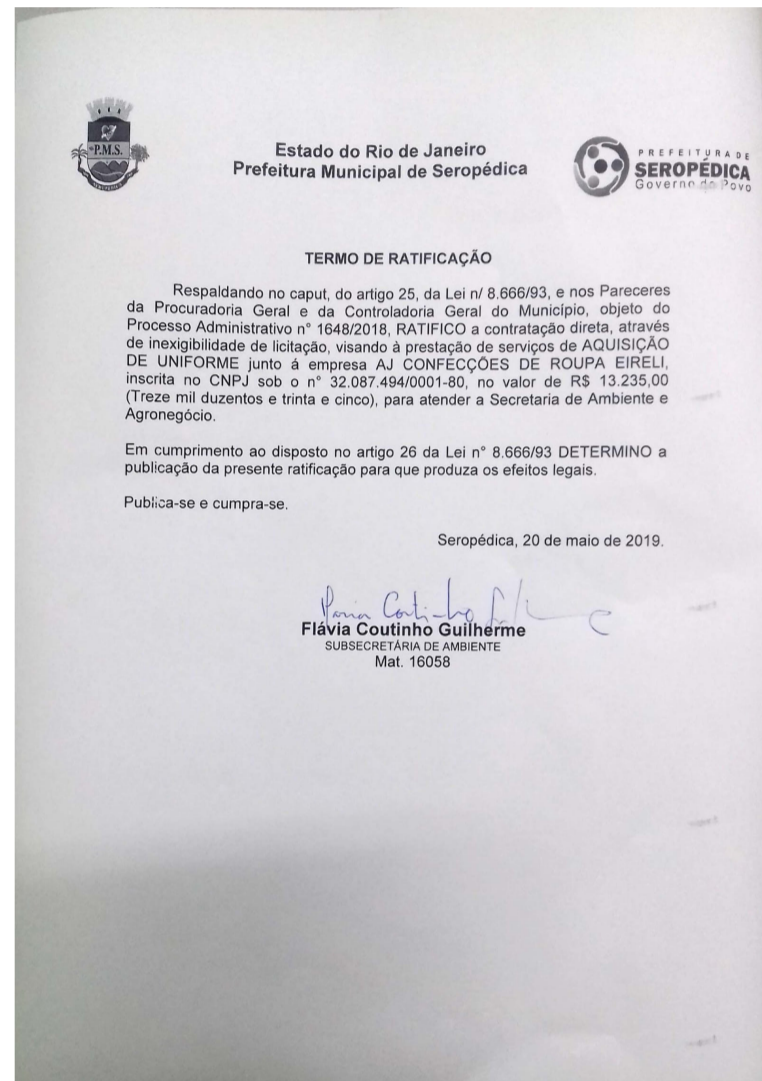 P.M.S.
Estado do Rio de Janeiro
Prefeitura Municipal de Seropédica
PREFEITURA DE
SEROPÉDICA
Governo do Povo
TERMO DE RATIFICAÇÃO
Respaldando no caput, do artigo 25, da Lei n/ 8.666/93, e nos Pareceres
da Procuradoria Geral e da Controladoria Geral do Município, objeto do
Processo Administrativo n° 1648/2018, RATIFICO a contratação direta, através
de inexigibilidade de licitação, visando à prestação de serviços de AQUISIÇÃO
DE UNIFORME junto á empresa AJ CONFECÇÕES DE ROUPA EIRELI,
inscrita no CNPJ sob o n° 32.087.494/0001-80, no valor de R$ 13.235,00
(Treze mil duzentos e trinta e cinco), para atender a Secretaria de Ambiente e
Agronegócio.
Em cumprimento ao disposto no artigo 26 da Lei n° 8.666/93 DETERMINO a
publicação da presente ratificação para que produza os efeitos legais.
Publica-se e cumpra-se.
Seropédica, 20 de maio de 2019.
Flávia Coutinho Guilherme
SUBSECRETÁRIA DE AMBIENTE
Mat. 16058